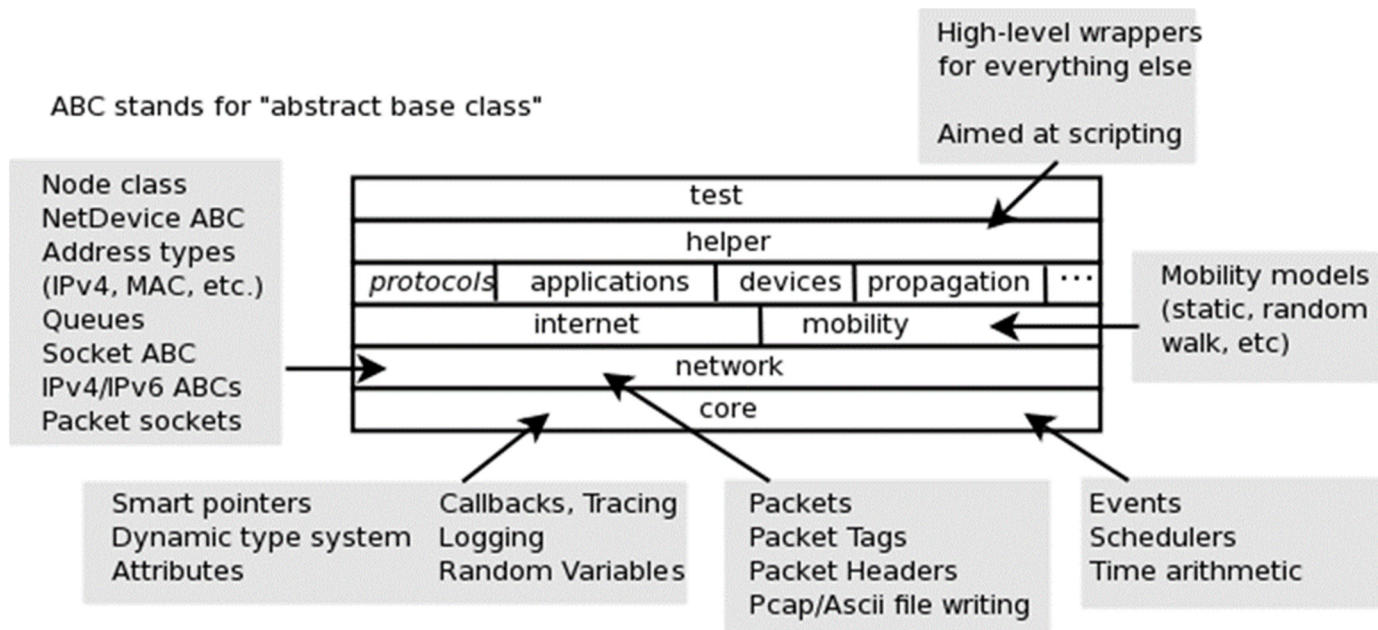 High-level wrappers
for everything else
Aimed at scripting
ABC stands for "abstract base class"
Node class
NetDevice ABC
Address types
(IPv4, MAC, etc.)
Queues
Socket ABC
IPv4/IPv6 ABCs
Packet sockets
test
helper
protocols applications devices propagation ...
internet mobility
network
core
Mobility models
(static, random
walk, etc)
Smart pointers
Dynamic type system
Attributes
Callbacks, Tracing
Logging
Random Variables
Packets
Packet Tags
Packet Headers
Pcap/Ascii file writing
Events
Schedulers
Time arithmetic